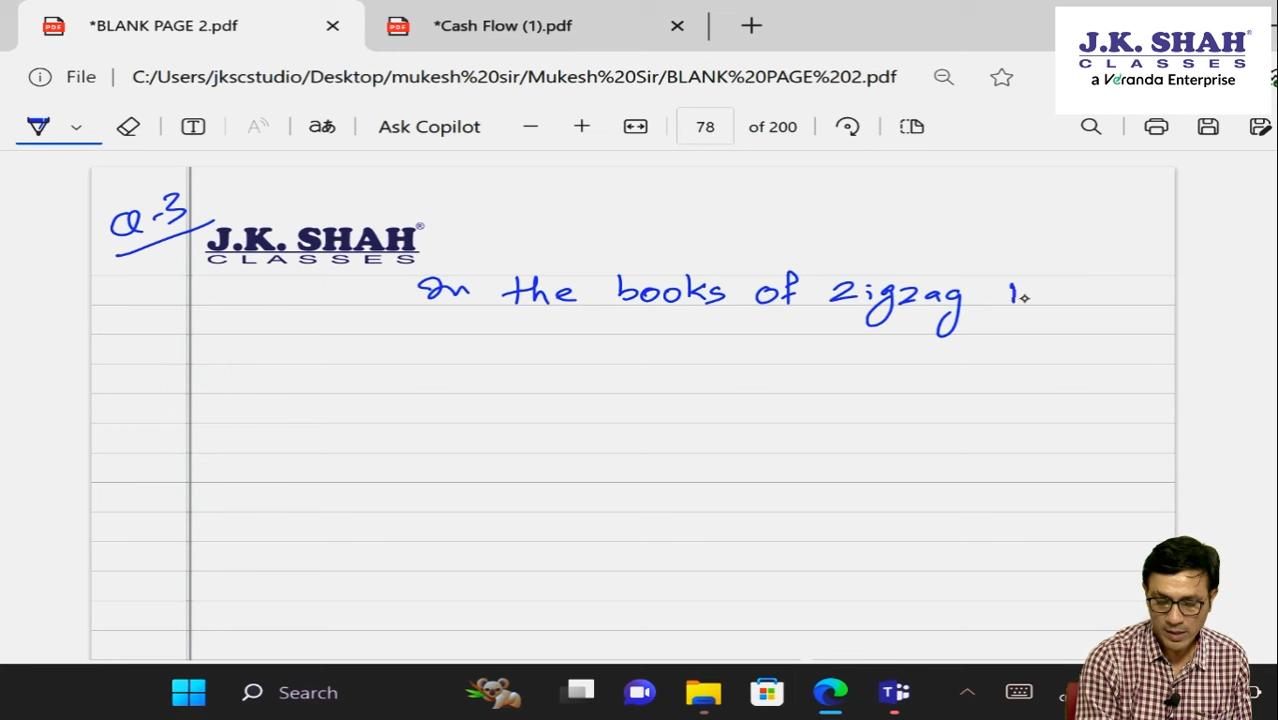 *BLANK PAGE 2.pdf
*Cash Flow (1).pdf
J.K. SHAH®
CLASSES
a Veranda Enterprise
File C:/Users/jkscstudio/Desktop/mukesh%20sir/Mukesh%20Sir/BLANK%20PAGE%202.pdf
T aあ Ask Copilot 78 of 200
Q-3
J.K. SHAH®
CLASSES
In the books of Zigzag
Search